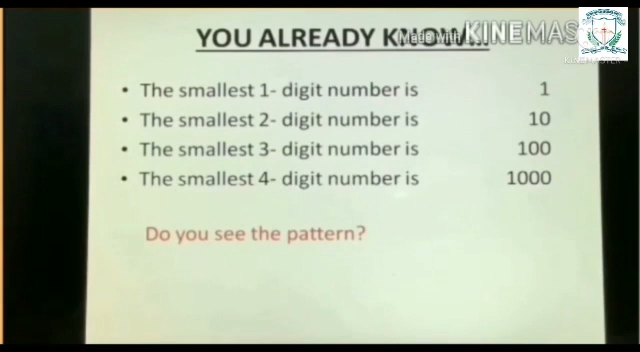 YOU ALREADY KNOW...
Made with KINEMAS
KINEMASTER
• The smallest 1- digit number is 1
• The smallest 2- digit number is 10
• The smallest 3- digit number is 100
• The smallest 4- digit number is 1000
Do you see the pattern?